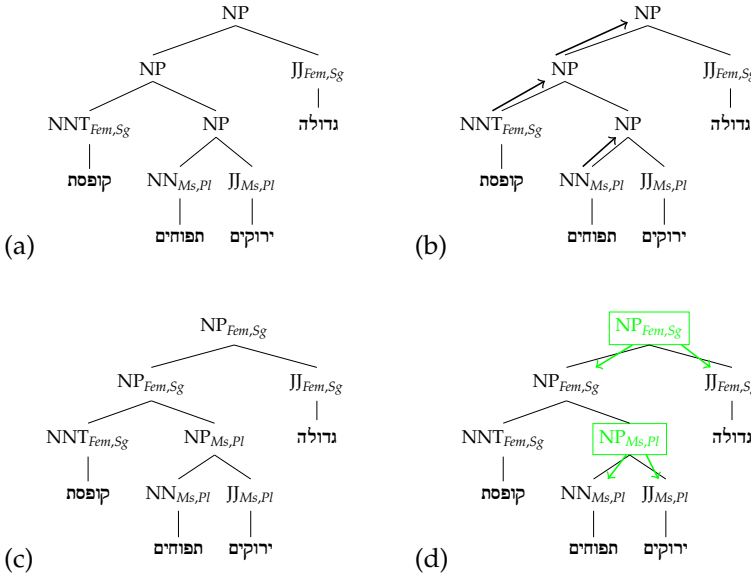 NP
NP JJFem,Sg
NNTFem,Sg NP גדולה
קופסת NNMs,Pl JJMs,Pl
(a) תפוחים ירוקים
NP
NP JJFem,Sg
NNTFem,Sg NP גדולה
קופסת NNMs,Pl JJMs,Pl
(b) תפוחים ירוקים
NPFem,Sg
NPFem,Sg JJFem,Sg
NNTFem,Sg NPMs,Pl גדולה
קופסת NNMs,Pl JJMs,Pl
(c) תפוחים ירוקים
NPFem,Sg
NPFem,Sg JJFem,Sg
NNTFem,Sg NPMs,Pl גדולה
קופסת NNMs,Pl JJMs,Pl
(d) תפוחים ירוקים